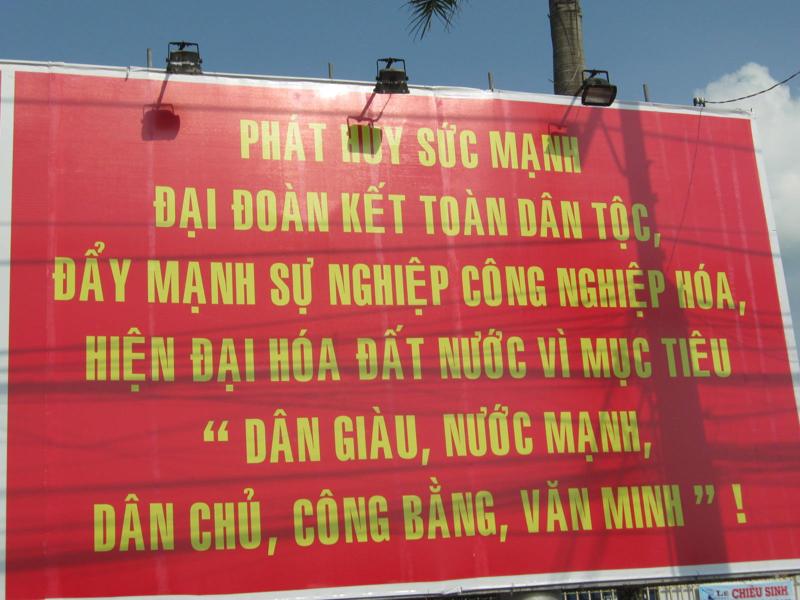 PHÁT HUY SỨC MẠNH
ĐẠI ĐOÀN KẾT TOÀN DÂN TỘC,
ĐẨY MẠNH SỰ NGHIỆP CÔNG NGHIỆP HÓA,
HIỆN ĐẠI HÓA ĐẤT NƯỚC VÌ MỤC TIÊU
“ DÂN GIÀU, NƯỚC MẠNH,
DÂN CHỦ, CÔNG BẰNG, VĂN MINH ” !
CHIÊU SINH